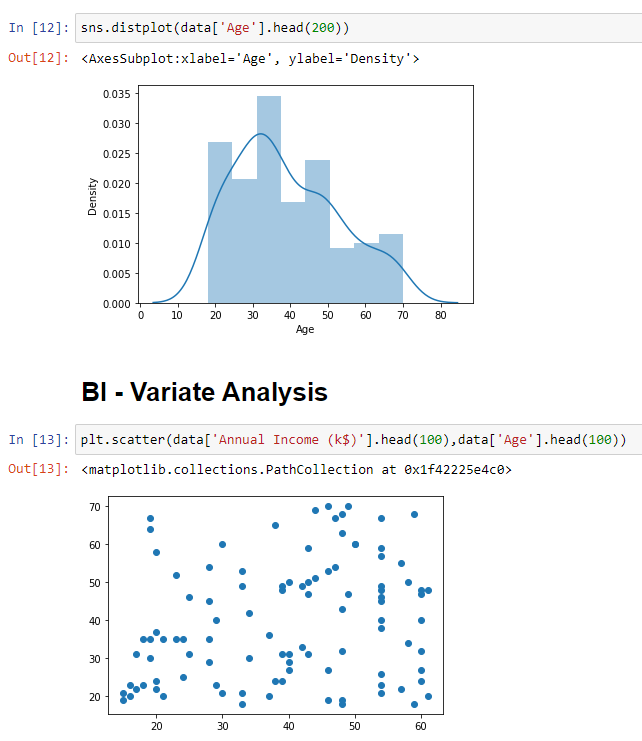 In [12]: sns.distplot(data['Age'].head(200))
Out[12]: <AxesSubplot:xlabel='Age', ylabel='Density'>
0.035
0.030
0.025
0.020
0.015
0.010
0.005
0.000
Density
0 10 20 30 40 50 60 70 80
Age
BI - Variate Analysis
In [13]: plt.scatter(data['Annual Income (k$)'].head(100),data['Age'].head(100))
Out[13]: <matplotlib.collections.PathCollection at 0x1f42225e4c0>
70
60
50
40
30
20
20 30 40 50 60